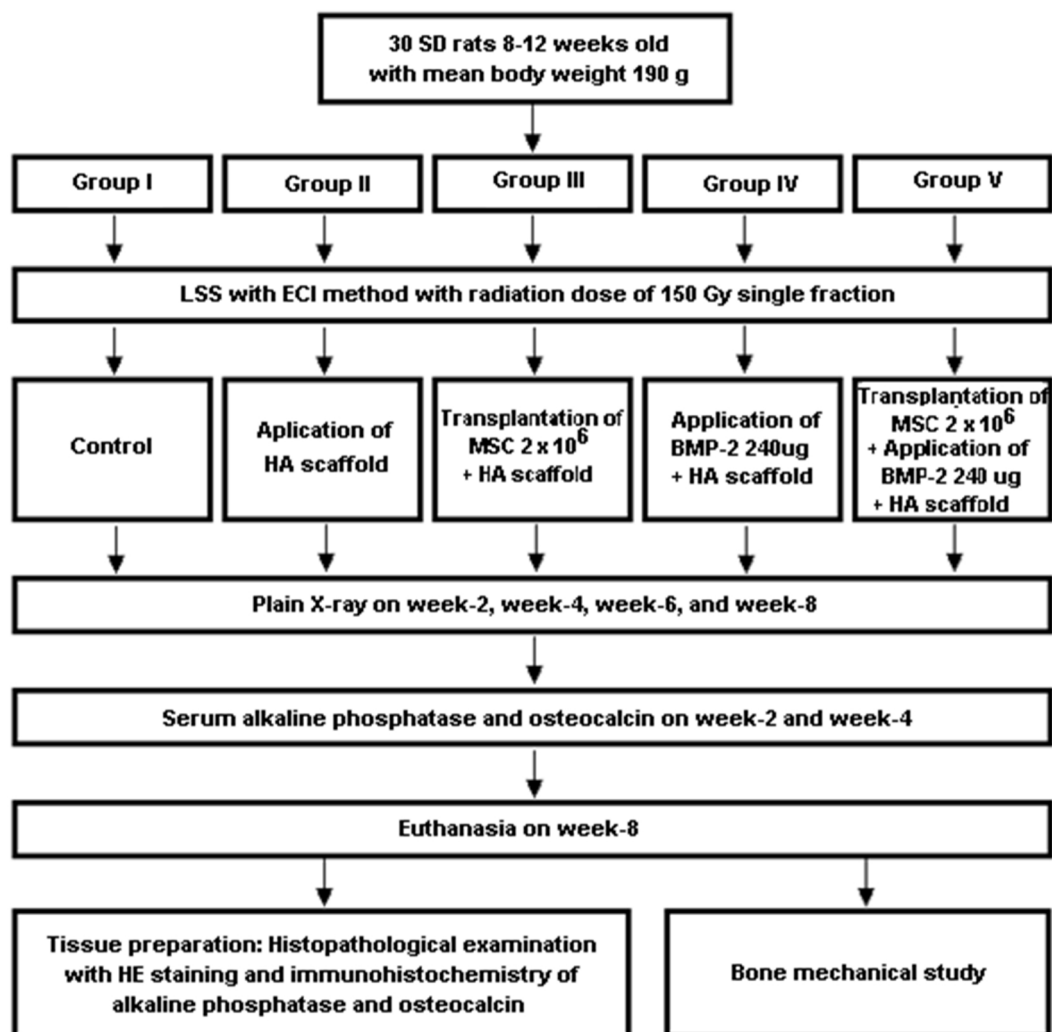 30 SD rats 8-12 weeks old
with mean body weight 190 g
Group I
Group II
Group III
Group IV
Group V
LSS with ECI method with radiation dose of 150 Gy single fraction
Control
Aplication of
HA scaffold
Transplantation of
MSC 2 x 10⁶
+ HA scaffold
Application of
BMP-2 240ug
+ HA scaffold
Transplantation of
MSC 2 x 10⁶
+ Application of
BMP-2 240 ug
+ HA scaffold
Plain X-ray on week-2, week-4, week-6, and week-8
Serum alkaline phosphatase and osteocalcin on week-2 and week-4
Euthanasia on week-8
Tissue preparation: Histopathological examination
with HE staining and immunohistochemistry of
alkaline phosphatase and osteocalcin
Bone mechanical study